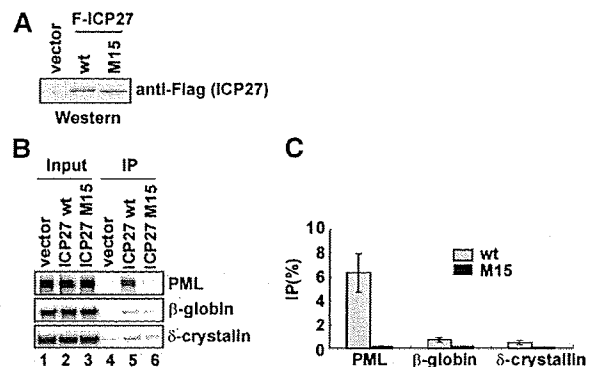 A
F-ICP27
vector
wt
M15
anti-Flag (ICP27)
Western
B
Input
IP
vector
ICP27 wt
ICP27 M15
vector
ICP27 wt
ICP27 M15
PML
β-globin
δ-crystalin
1 2 3 4 5 6
C
IP(%)
10
8
6
4
2
0
wt
M15
PML β-globin δ-crystallin